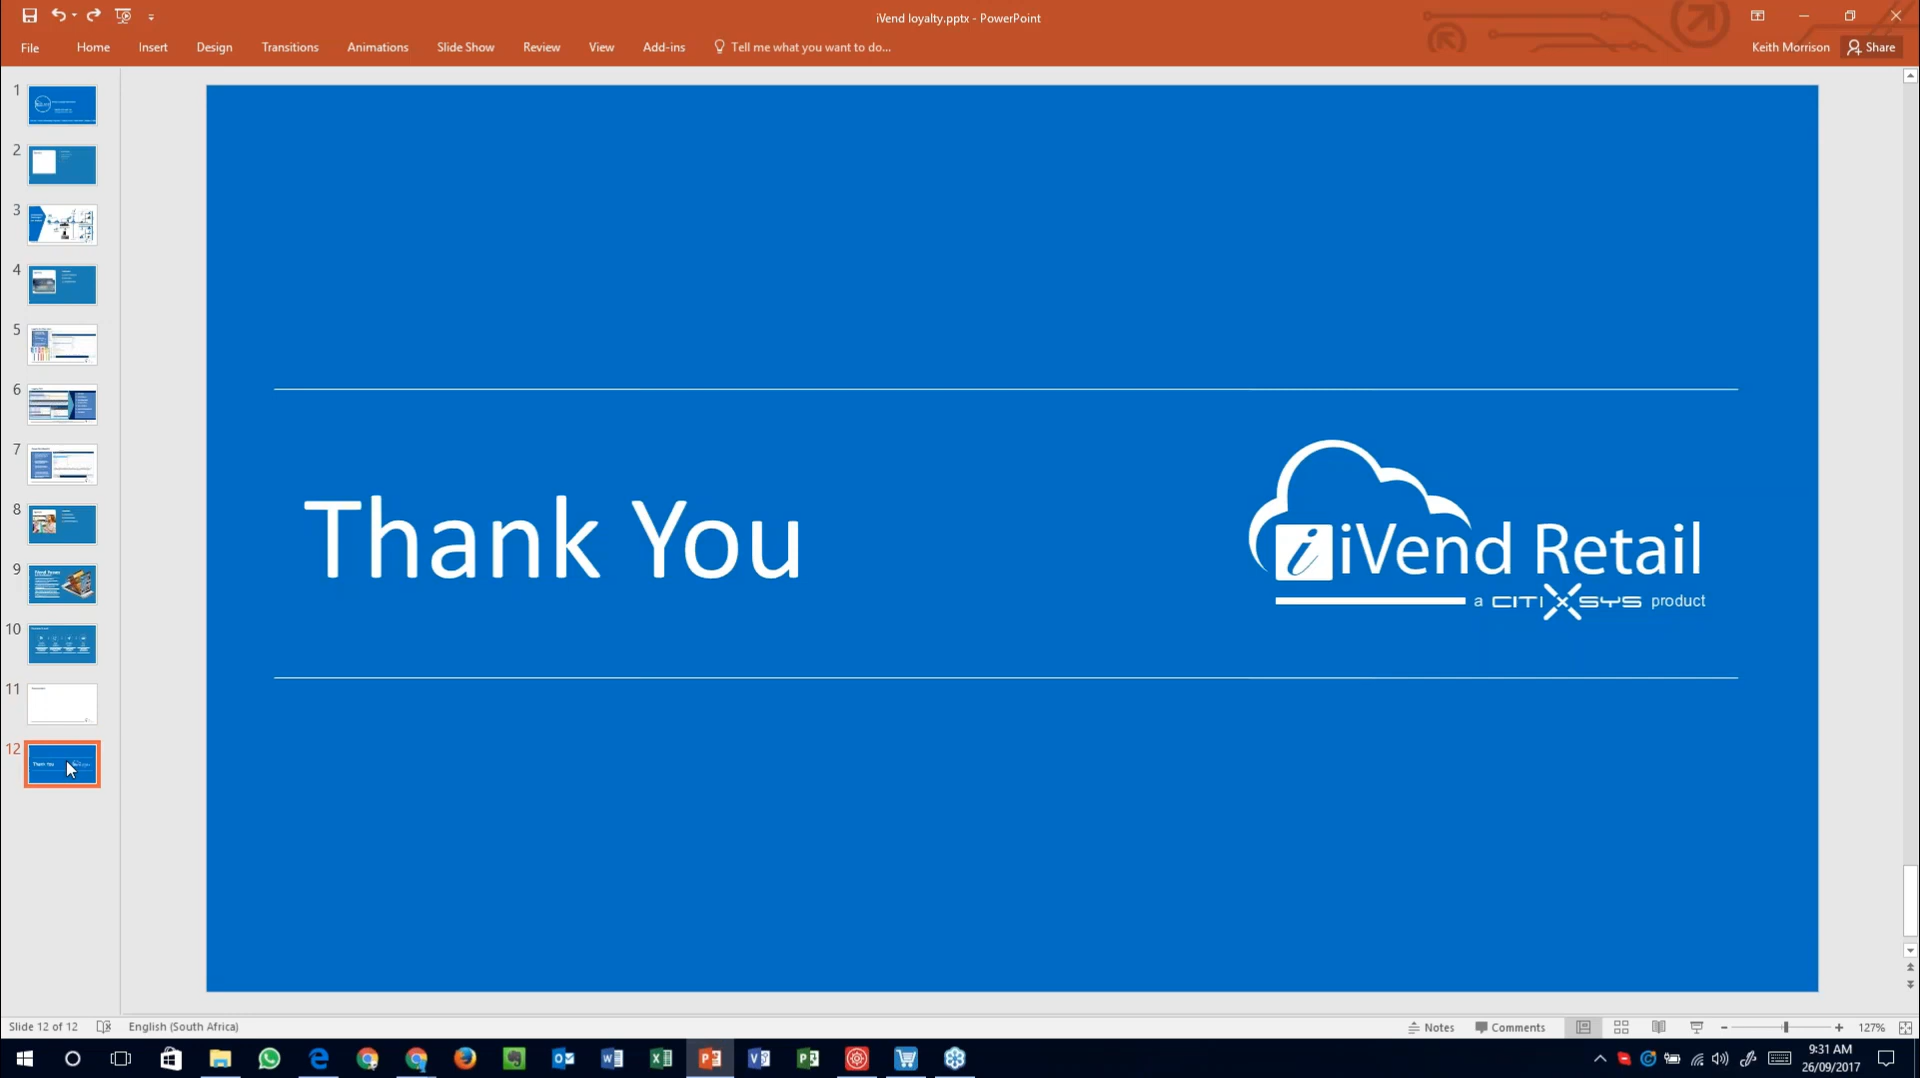 iVend loyalty.pptx - PowerPoint
File Home Insert Design Transitions Animations Slide Show Review View Add-ins Tell me what you want to do... Keith Morrison Share
1
2
3
4
5
6
7
8
9
10
11
12
Thank You
Thank You
i iVend Retail
a CITIXSYS product
Slide 12 of 12 English (South Africa) Notes Comments 127%
9:31 AM
26/09/2017